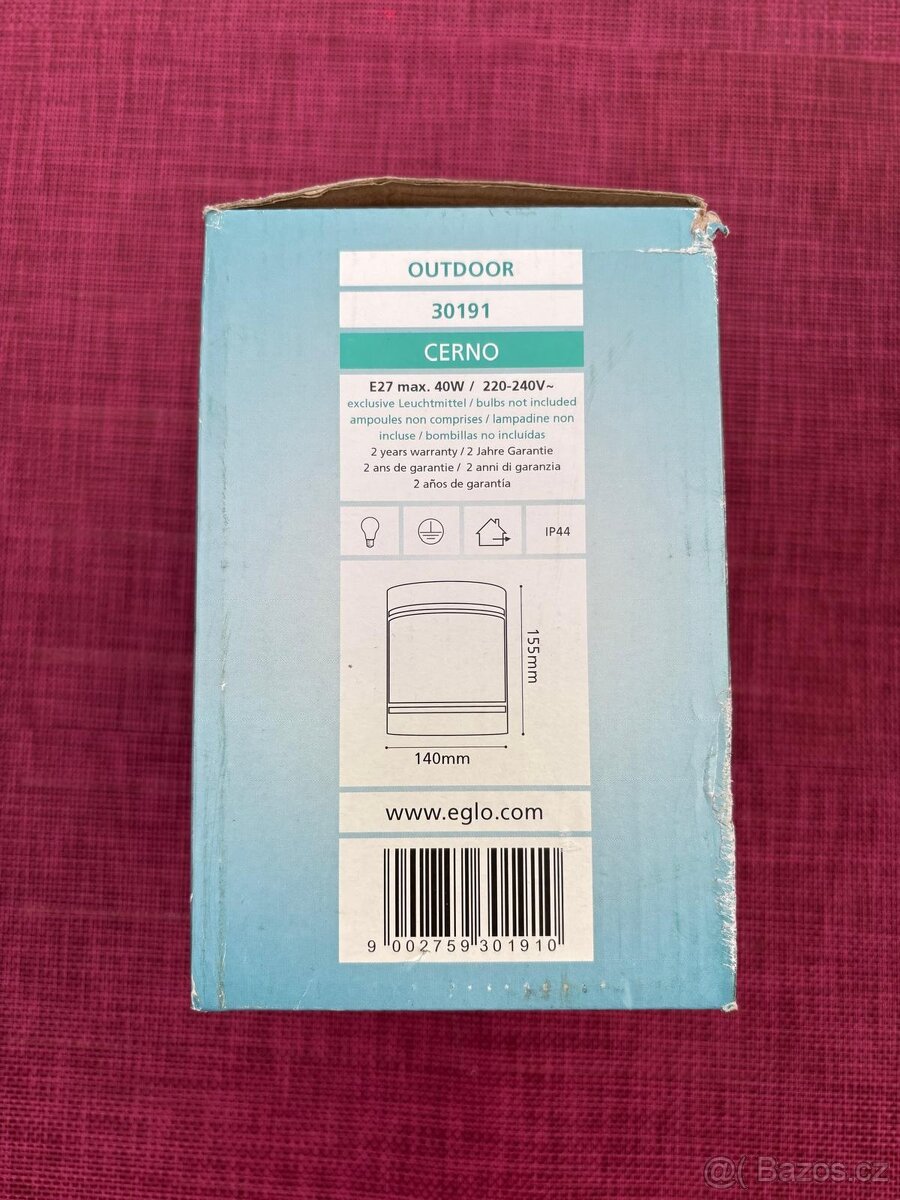 OUTDOOR
30191
CERNO
E27 max. 40W / 220-240V~
exclusive Leuchtmittel / bulbs not included
ampoules non comprises / lampadine non
incluse / bombillas no incluídas
2 years warranty / 2 Jahre Garantie
2 ans de garantie / 2 anni di garanzia
2 años de garantía
IP44
155mm
140mm
www.eglo.com
9 002759 301910
@( Bazos.cz